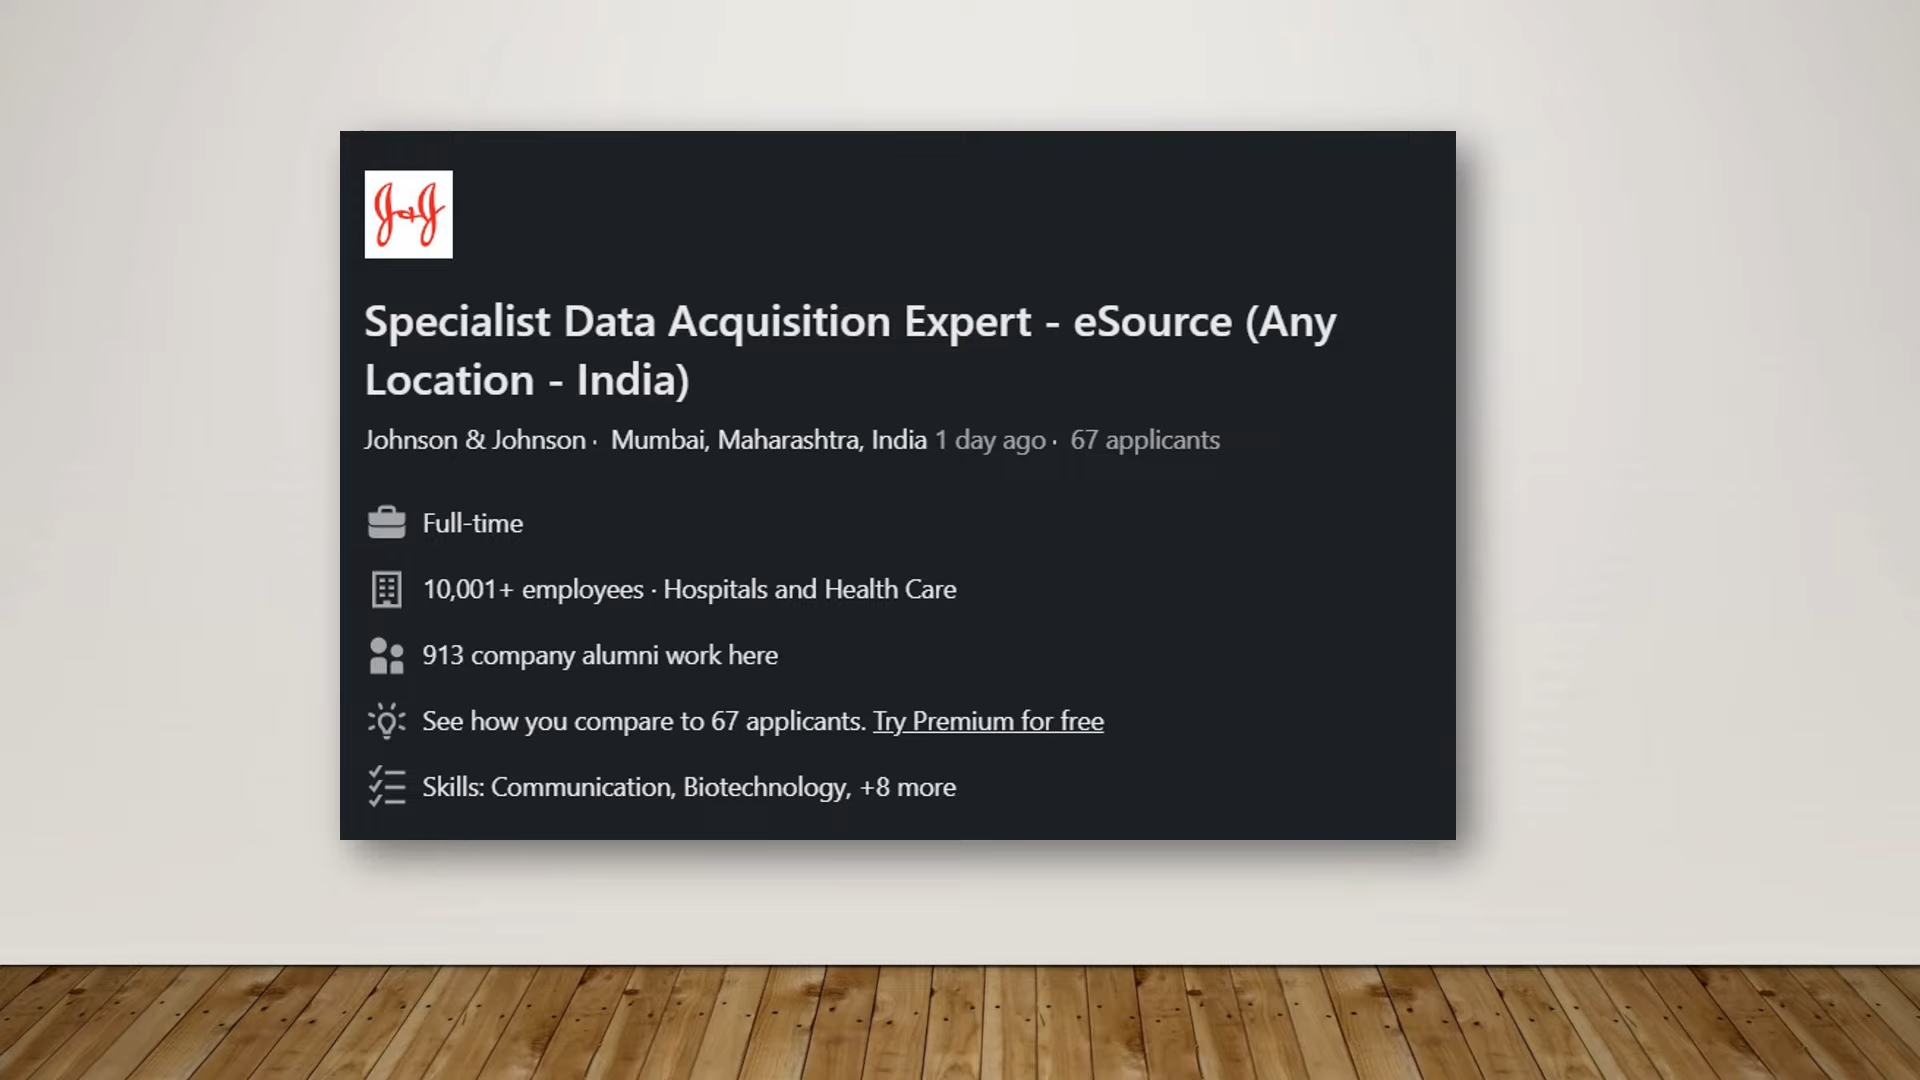 J&J
Specialist Data Acquisition Expert - eSource (Any
Location - India)
Johnson & Johnson · Mumbai, Maharashtra, India 1 day ago · 67 applicants
Full-time
10,001+ employees · Hospitals and Health Care
913 company alumni work here
See how you compare to 67 applicants. Try Premium for free
Skills: Communication, Biotechnology, +8 more